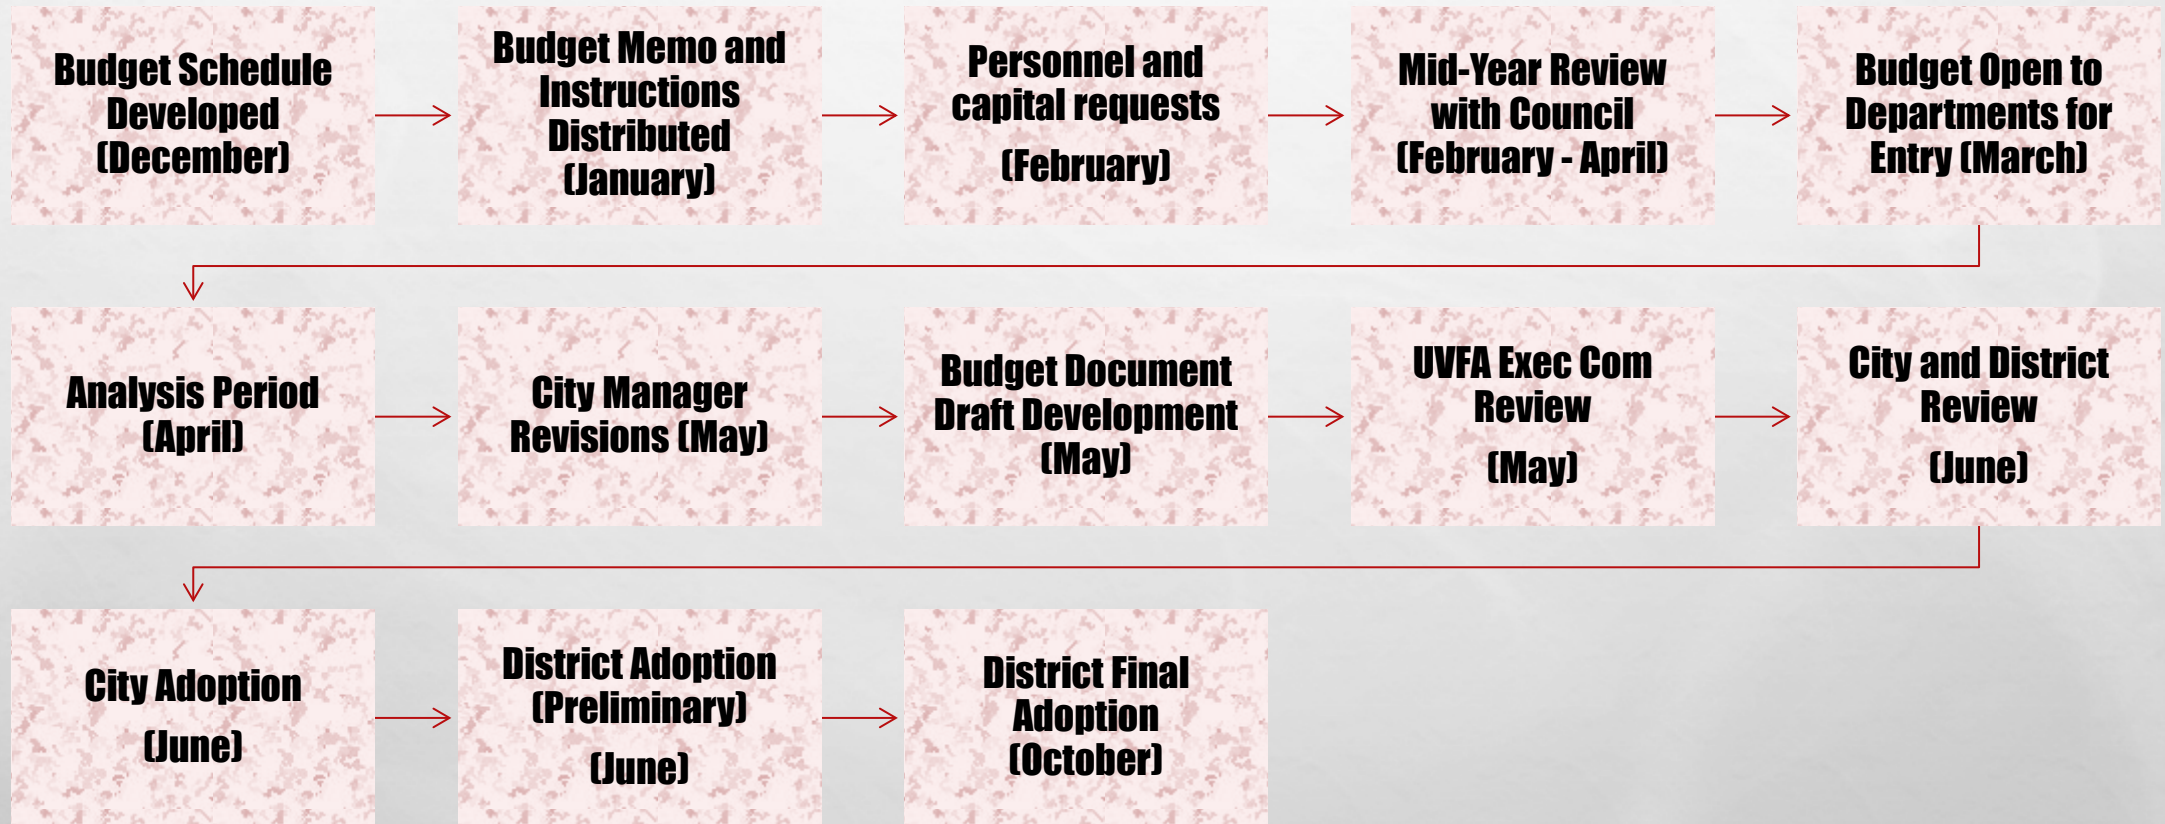 Budget Schedule
Developed
(December)
Budget Memo and
Instructions
Distributed
(January)
Personnel and
capital requests
(February)
Mid-Year Review
with Council
(February - April)
Budget Open to
Departments for
Entry (March)
Analysis Period
(April)
City Manager
Revisions (May)
Budget Document
Draft Development
(May)
UVFA Exec Com
Review
(May)
City and District
Review
(June)
City Adoption
(June)
District Adoption
(Preliminary)
(June)
District Final
Adoption
(October)